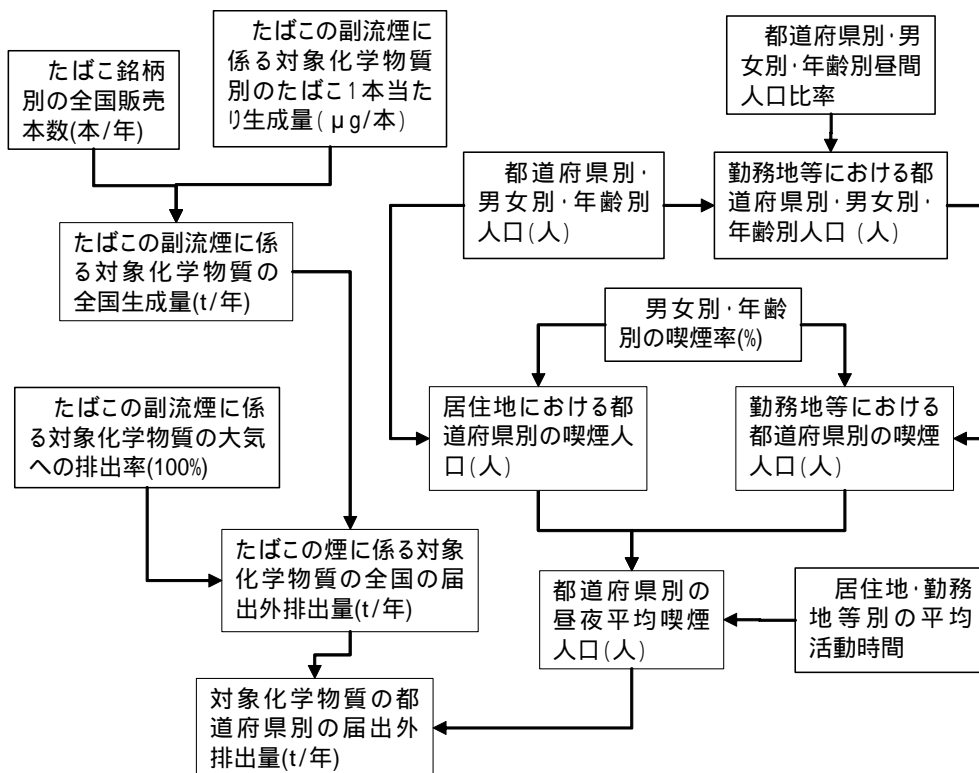 たばこ銘柄
別の全国販売
本数(本/年)
たばこの副流煙に
係る対象化学物質
別のたばこ1本当た
り生成量(μg/本)
都道府県別・男
女別・年齢別昼間
人口比率
都道府県別・
男女別・年齢別
人口(人)
勤務地等における都
道府県別・男女別・
年齢別人口(人)
たばこの副流煙に係
る対象化学物質の
全国生成量(t/年)
男女別・年齢
別の喫煙率(%)
たばこの副流煙に係
る対象化学物質の大気
への排出率(100%)
居住地における都
道府県別の喫煙人
口(人)
勤務地等における
都道府県別の喫煙
人口(人)
たばこの煙に係る対象
化学物質の全国の届
出外排出量(t/年)
都道府県別の
昼夜平均喫煙
人口(人)
居住地・勤務
地等別の平均
活動時間
対象化学物質の都
道府県別の届出外
排出量(t/年)